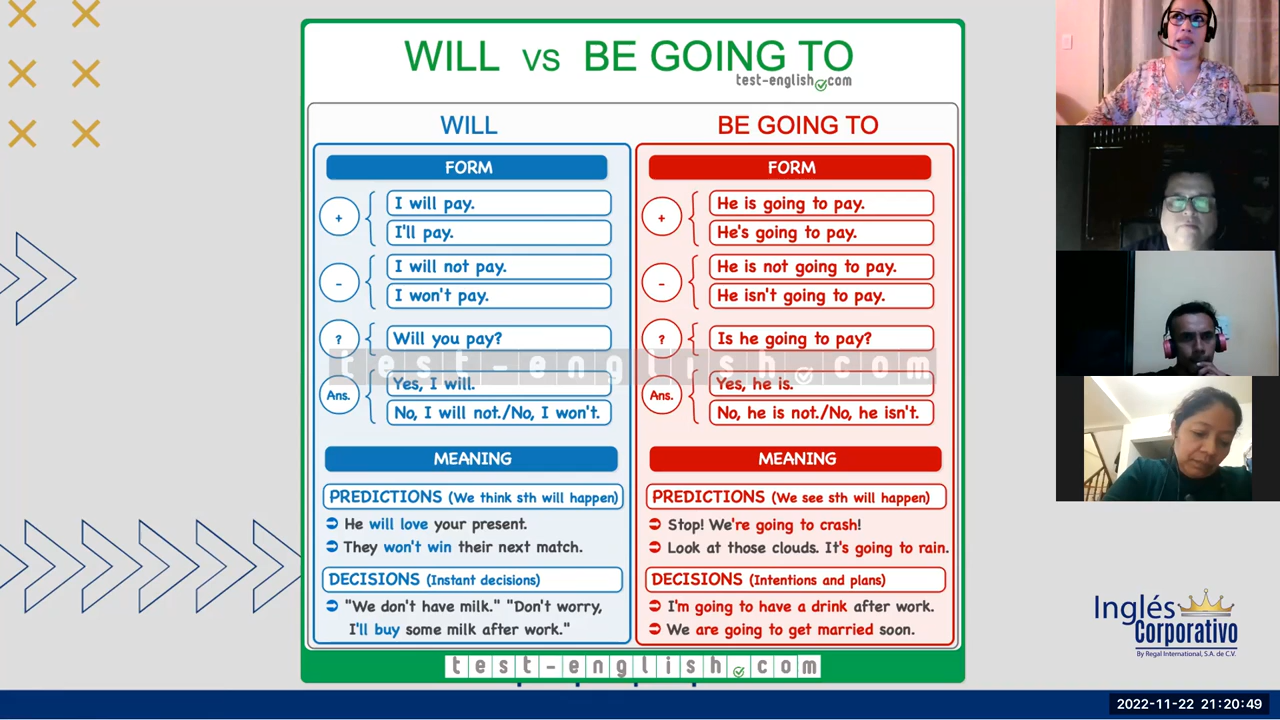 WILL vs BE GOING TO
test-english.com
WILL
FORM
+
I will pay.
I'll pay.
-
I will not pay.
I won't pay.
?
Will you pay?
Ans.
Yes, I will.
No, I will not./No, I won't.
MEANING
PREDICTIONS (We think sth will happen)
He will love your present.
They won't win their next match.
DECISIONS (Instant decisions)
"We don't have milk." "Don't worry,
I'll buy some milk after work."
BE GOING TO
FORM
+
He is going to pay.
He's going to pay.
-
He is not going to pay.
He isn't going to pay.
?
Is he going to pay?
Ans.
Yes, he is.
No, he is not./No, he isn't.
MEANING
PREDICTIONS (We see sth will happen)
Stop! We're going to crash!
Look at those clouds. It's going to rain.
DECISIONS (Intentions and plans)
I'm going to have a drink after work.
We are going to get married soon.
test-english.com
test-english.com
Inglés
Corporativo
By Regal International, S.A. de C.V.
2022-11-22 21:20:49